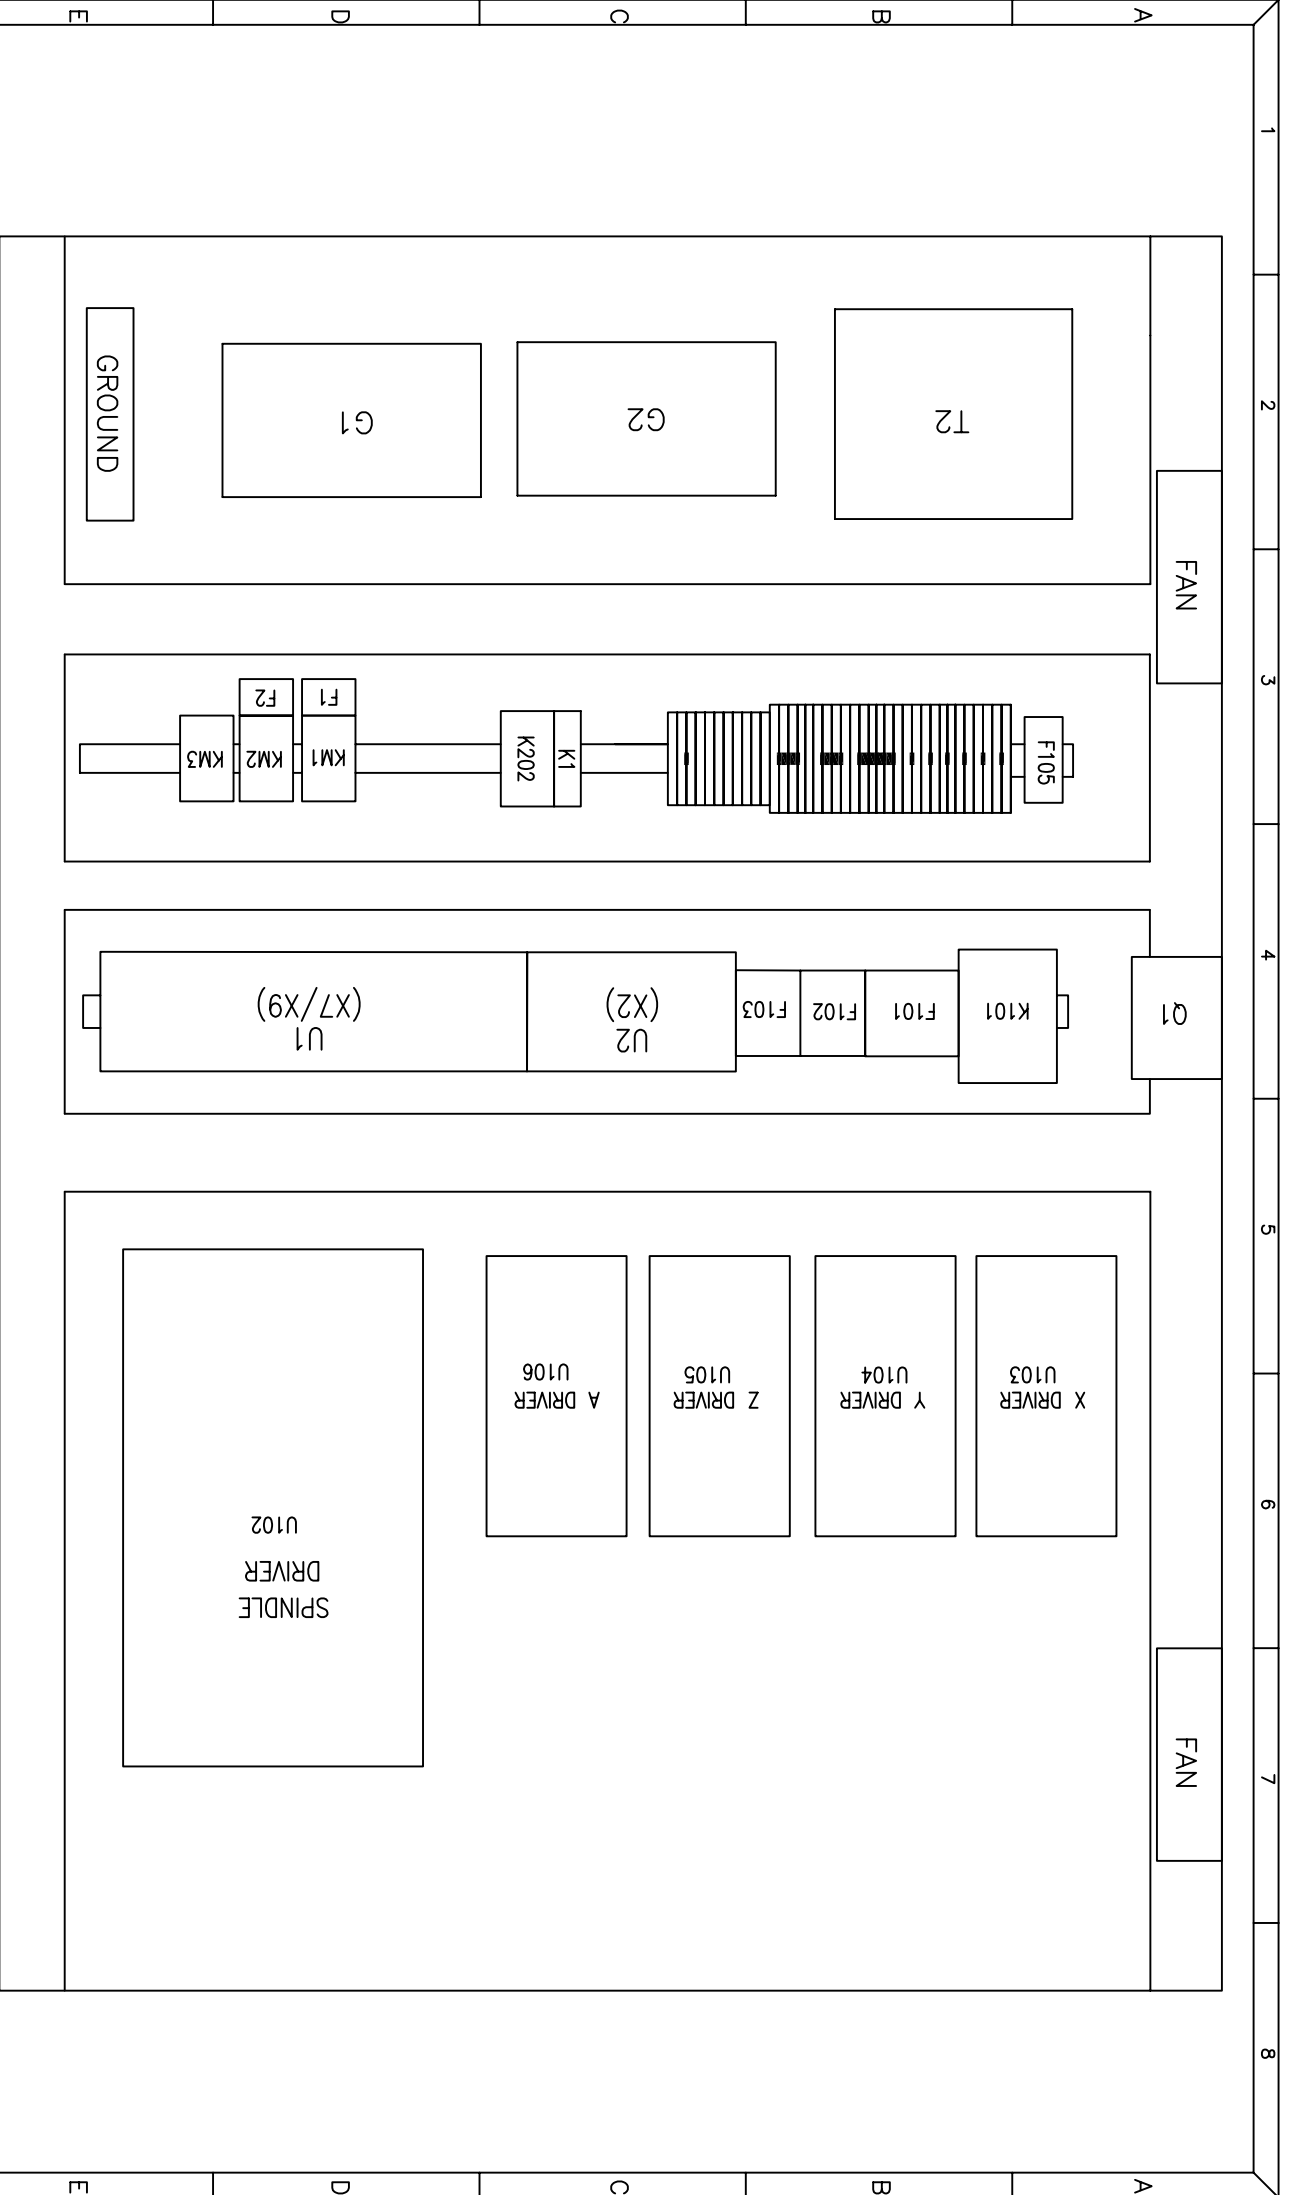 E
D
C
B
A
1
2
3
4
5
6
7
8
GROUND
G1
G2
T2
FAN
F2
F1
KM3
KM2
KM1
K202
K1
F105
U1
(X7/X9)
U2
(X2)
F103
F102
F101
K101
Q1
SPINDLE
DRIVER
U102
A DRIVER
U106
Z DRIVER
U105
Y DRIVER
U104
X DRIVER
U103
FAN
E
D
C
B
A